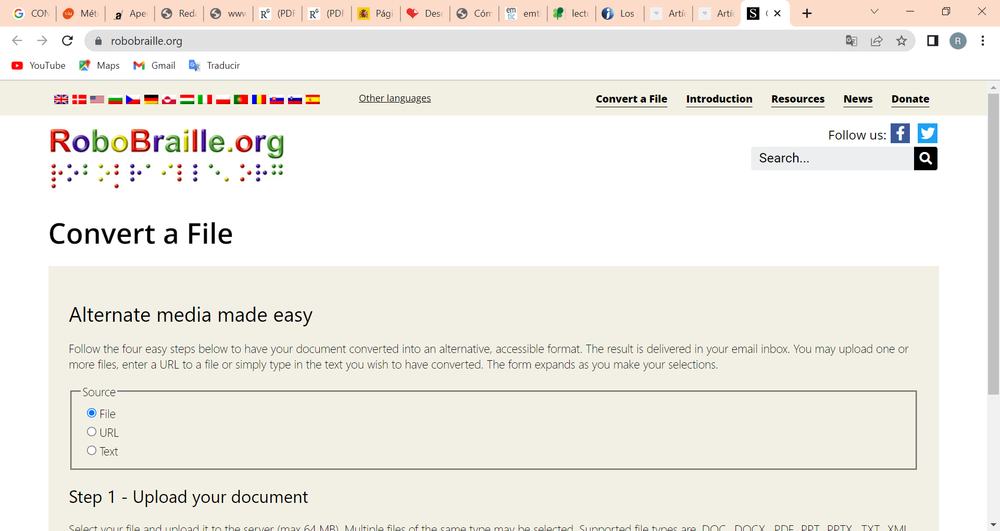 CON Mét Aper Reda www (PDF (PDF Pági Desc Cóm emti lectu Los Artíc Artíc
robobraille.org
YouTube Maps Gmail Traducir
Other languages Convert a File Introduction Resources News Donate
RoboBraille.org
Follow us:
Search...
Convert a File
Alternate media made easy
Follow the four easy steps below to have your document converted into an alternative, accessible format. The result is delivered in your email inbox. You may upload one or
more files, enter a URL to a file or simply type in the text you wish to have converted. The form expands as you make your selections.
Source
File
URL
Text
Step 1 - Upload your document
Select your file and upload it to the server (max 64 MB). Multiple files of the same type may be selected. Supported file types are .DOC, .DOCX, .PDF, .PPT, .PPTX, .TXT, .XML,